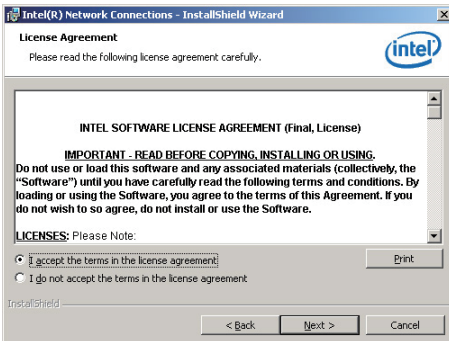 Intel(R) Network Connections - InstallShield Wizard
License Agreement
Please read the following license agreement carefully.
intel
INTEL SOFTWARE LICENSE AGREEMENT (Final, License)
IMPORTANT - READ BEFORE COPYING, INSTALLING OR USING.
Do not use or load this software and any associated materials (collectively, the
“Software”) until you have carefully read the following terms and conditions. By
loading or using the Software, you agree to the terms of this Agreement. If you
do not wish to so agree, do not install or use the Software.
LICENSES: Please Note:
I accept the terms in the license agreement
Print
I do not accept the terms in the license agreement
InstallShield
< Back
Next >
Cancel